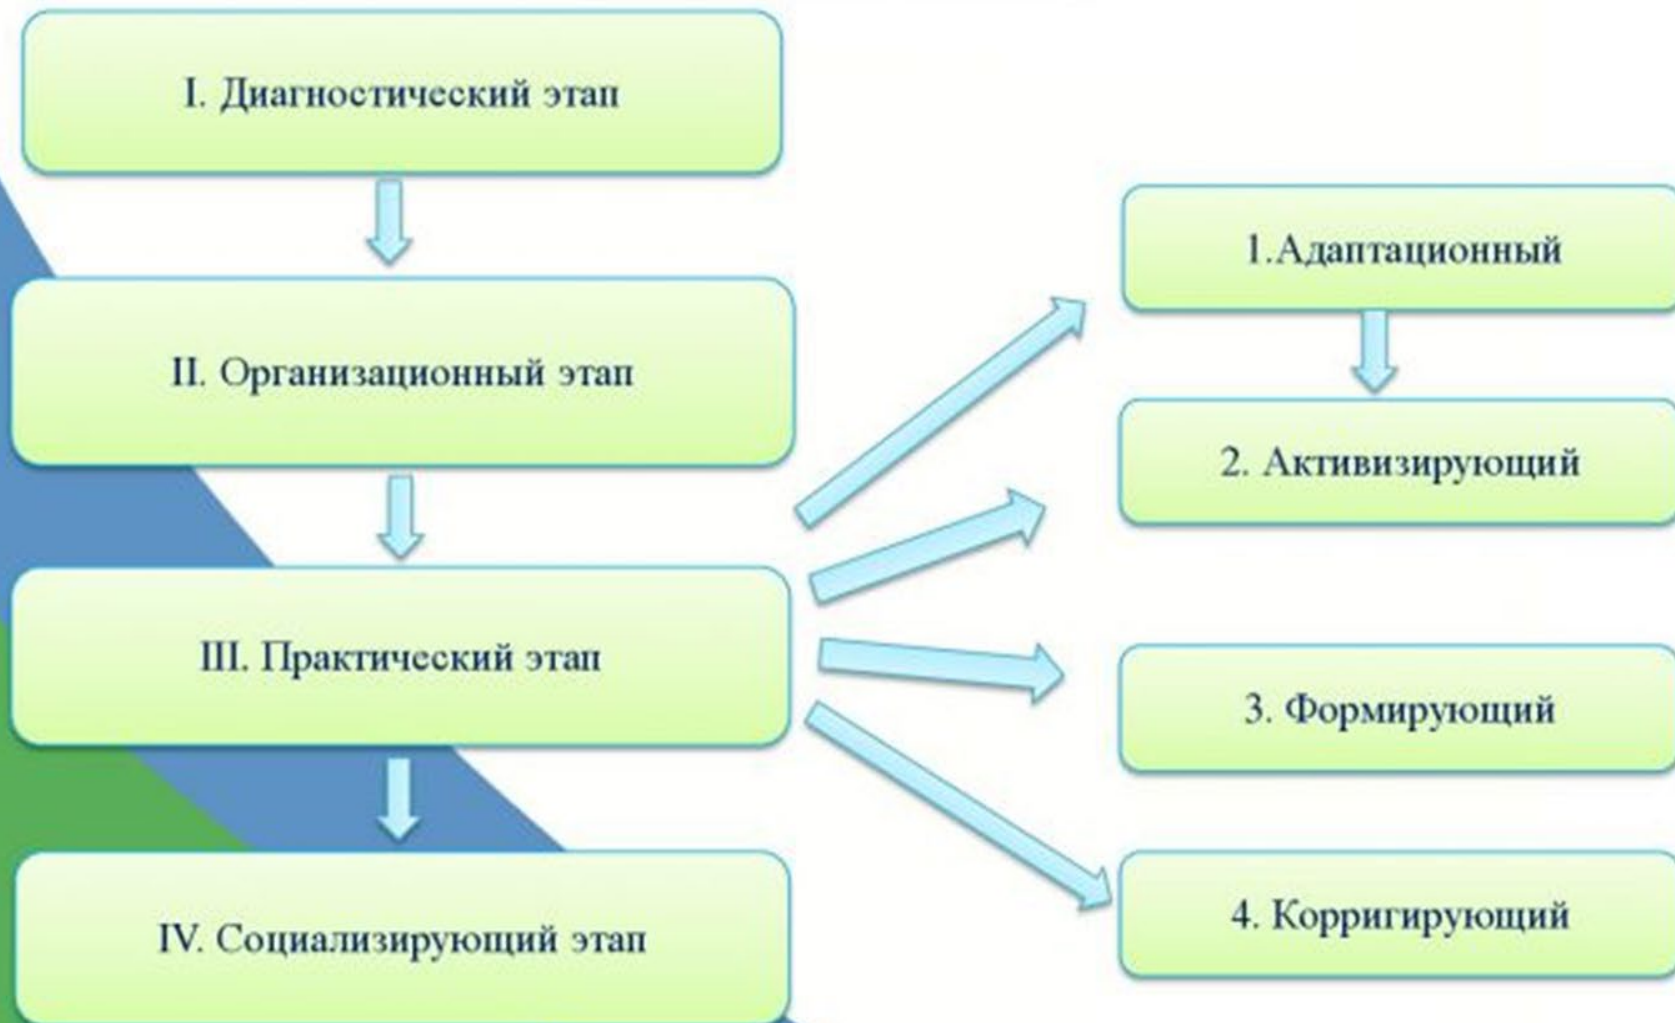 I. Диагностический этап
II. Организационный этап
III. Практический этап
IV. Социализирующий этап
1.Адаптационный
2. Активизирующий
3. Формирующий
4. Корригирующий